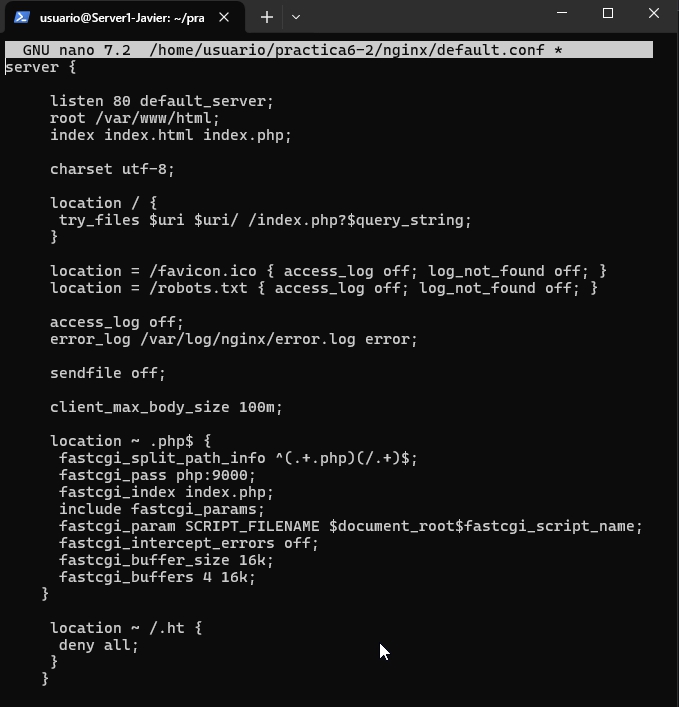 usuario@Server1-Javier: ~/pra
GNU nano 7.2  /home/usuario/practica6-2/nginx/default.conf *
server {

     listen 80 default_server;
     root /var/www/html;
     index index.html index.php;

     charset utf-8;

     location / {
      try_files $uri $uri/ /index.php?$query_string;
     }

     location = /favicon.ico { access_log off; log_not_found off; }
     location = /robots.txt { access_log off; log_not_found off; }

     access_log off;
     error_log /var/log/nginx/error.log error;

     sendfile off;

     client_max_body_size 100m;

     location ~ .php$ {
      fastcgi_split_path_info ^(.+.php)(/.+)$;
      fastcgi_pass php:9000;
      fastcgi_index index.php;
      include fastcgi_params;
      fastcgi_param SCRIPT_FILENAME $document_root$fastcgi_script_name;
      fastcgi_intercept_errors off;
      fastcgi_buffer_size 16k;
      fastcgi_buffers 4 16k;
    }

     location ~ /.ht {
      deny all;
     }
    }